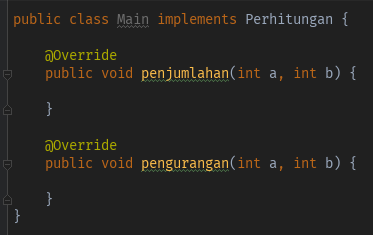 public class Main implements Perhitungan {
@Override
public void penjumlahan(int a, int b) {
}
@Override
public void pengurangan(int a, int b) {
}
}